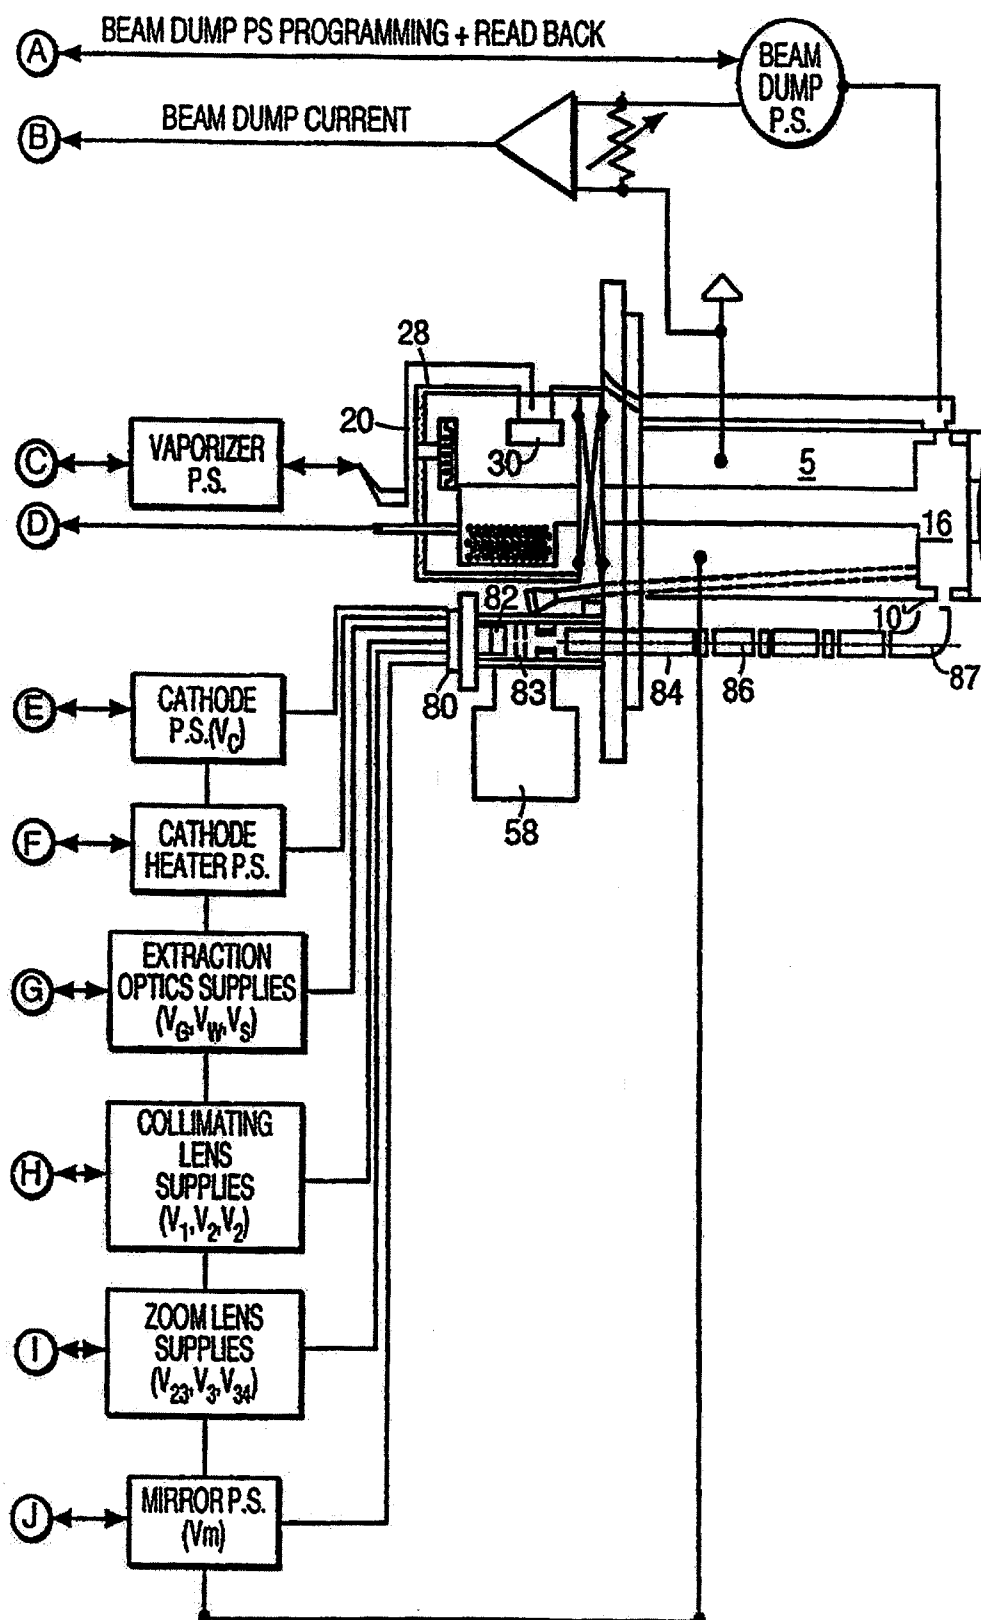 A
BEAM DUMP PS PROGRAMMING + READ BACK
BEAM
DUMP
P.S.
B
BEAM DUMP CURRENT
28
20
30
5
16
C
VAPORIZER
P.S.
D
10'
82
80
83
84
86
87
58
E
CATHODE
P.S.(VC)
F
CATHODE
HEATER P.S.
G
EXTRACTION
OPTICS SUPPLIES
(VG,VW,VS)
H
COLLIMATING
LENS
SUPPLIES
(V1,V2,V2)
I
ZOOM LENS
SUPPLIES
(V23,V3,V34)
J
MIRROR P.S.
(Vm)